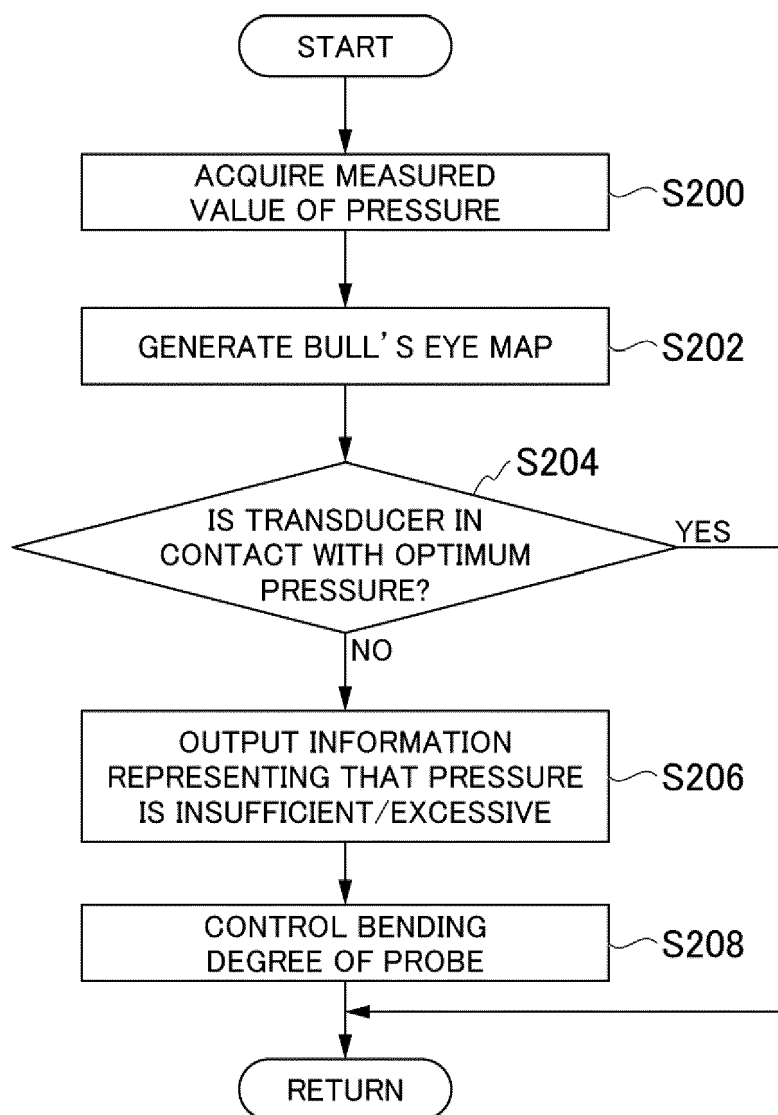 START
ACQUIRE MEASURED
VALUE OF PRESSURE
S200
GENERATE BULL'S EYE MAP
S202
S204
IS TRANSDUCER IN
CONTACT WITH OPTIMUM
PRESSURE?
YES
NO
OUTPUT INFORMATION
REPRESENTING THAT PRESSURE
IS INSUFFICIENT/EXCESSIVE
S206
CONTROL BENDING
DEGREE OF PROBE
S208
RETURN